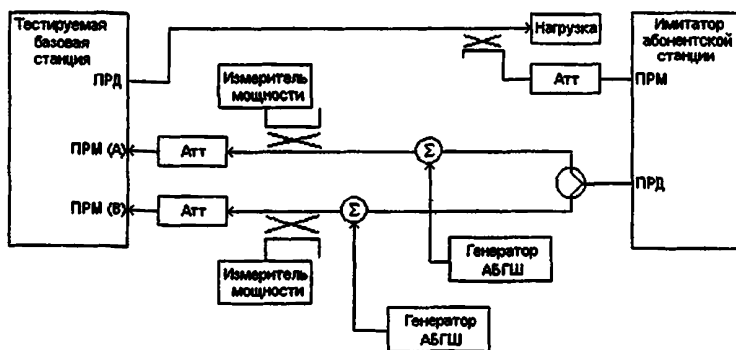 Тестируемая
базовая
станция
ПРД
ПРМ (А)
ПРМ (В)
Измеритель
мощности
Атт
Атт
Измеритель
мощности
Σ
Σ
Нагрузка
Атт
Имитатор
абонентской
станции
ПРМ
ПРД
Генератор
АБГШ
Генератор
АБГШ